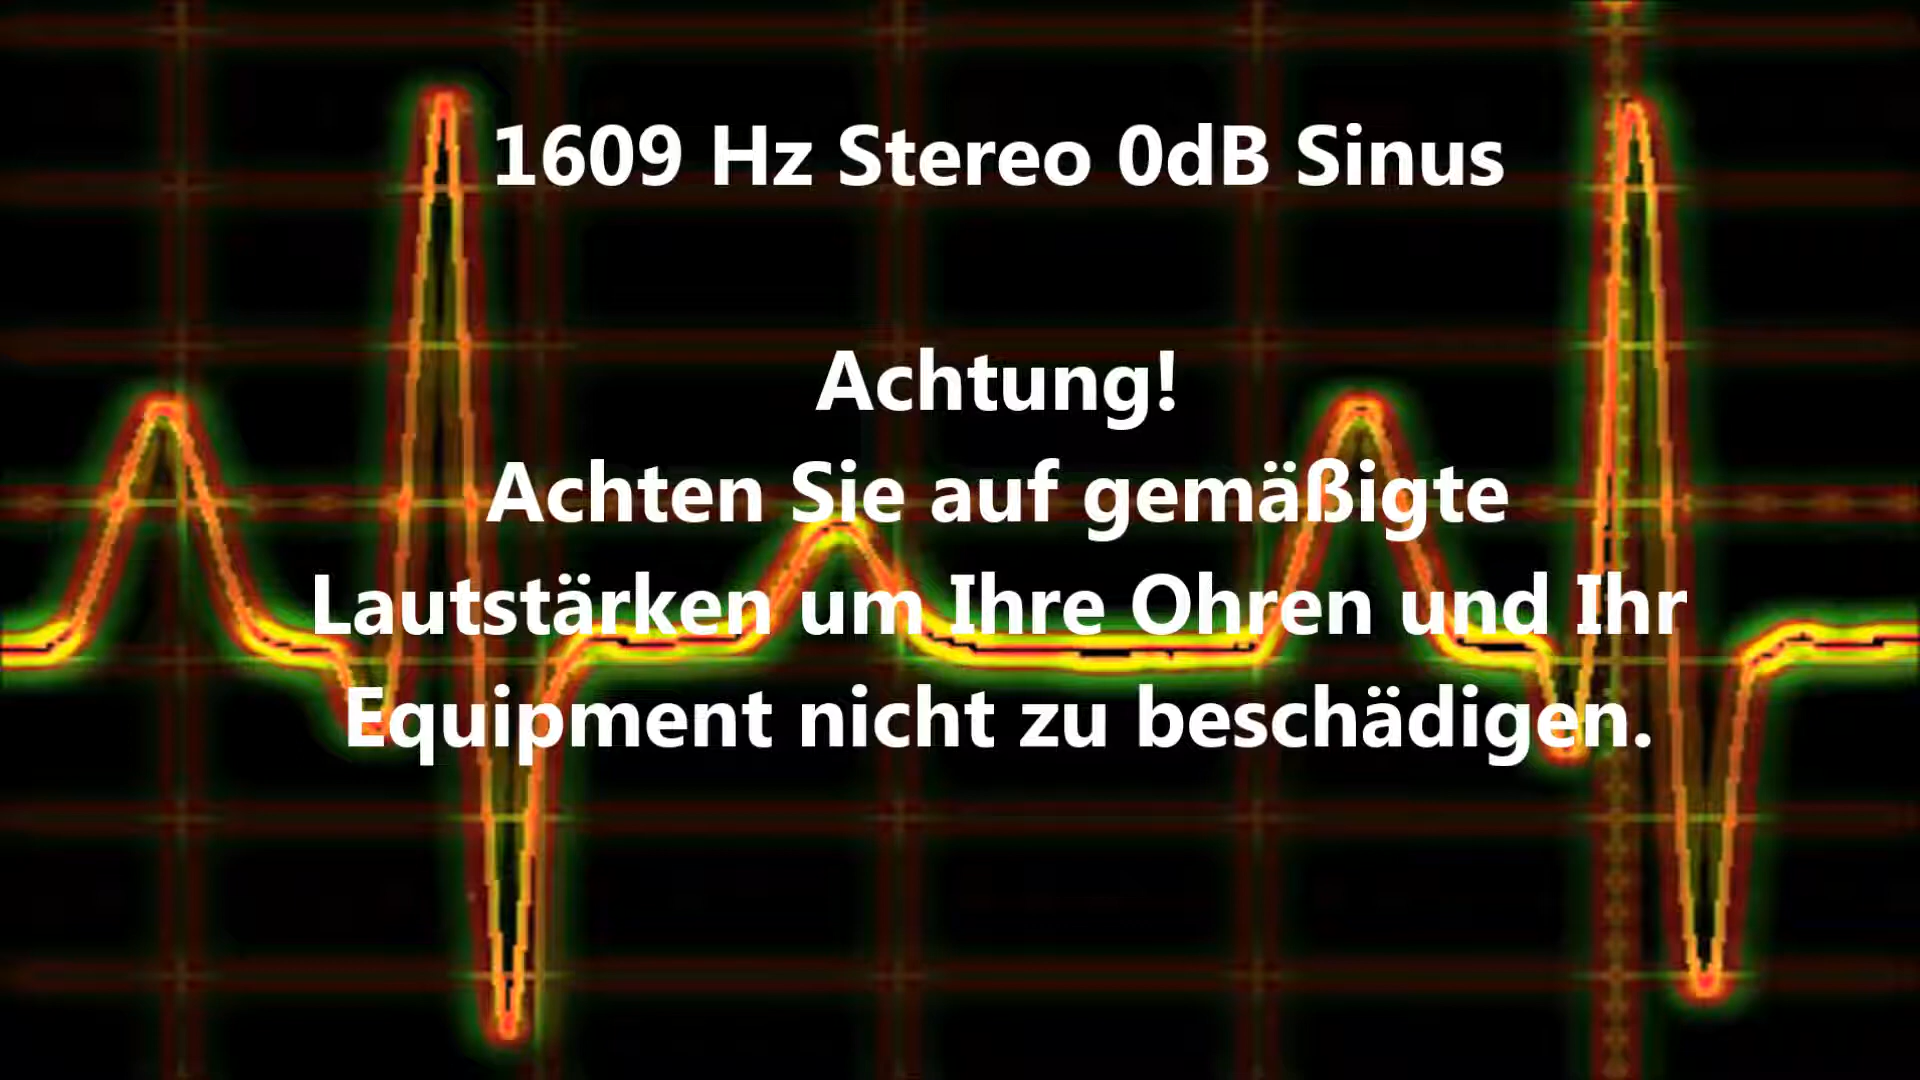 1609 Hz Stereo 0dB Sinus
Achtung!
Achten Sie auf gemäßigte
Lautstärken um Ihre Ohren und Ihr
Equipment nicht zu beschädigen.